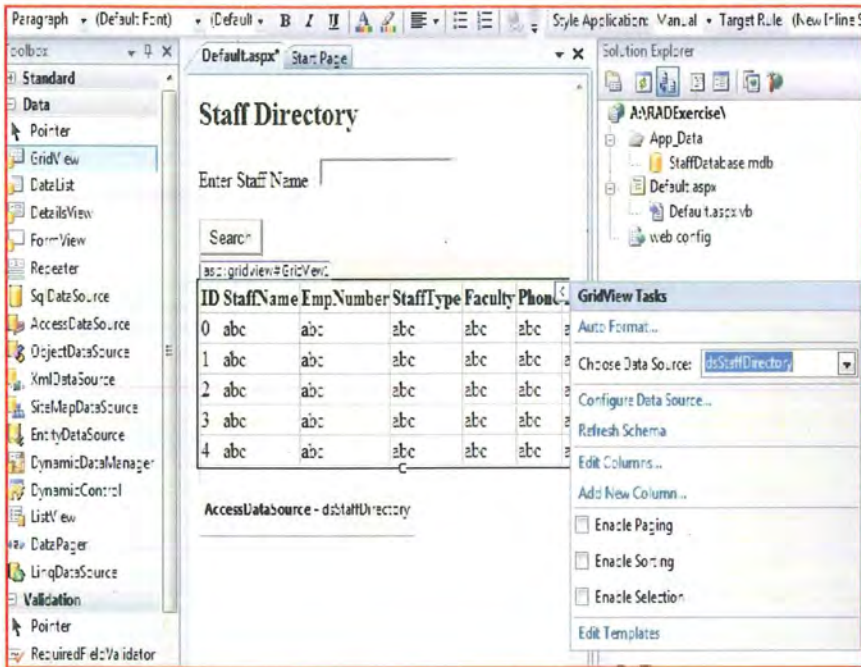 Paragraph (Default Font) (Default B I U A Style Application: Manual Target Rule (New Inline S
Toolbox
Standard
Data
Pointer
GridView
DataList
DetailsView
FormView
Repeater
SqlDataSource
AccessDataSource
ObjectDataSource
XmlDataSource
SiteMapDataSource
EntityDataSource
DynamicDataManager
DynamicControl
ListView
DataPager
LinqDataSource
Validation
Pointer
RequiredFieldValidator
Default.aspx* Start Page
Staff Directory
Enter Staff Name
Search
asp:gridview#GridView1
ID StaffName EmpNumber StaffType Faculty Phone
0 abc abc abc abc abc
1 abc abc abc abc abc
2 abc abc abc abc abc
3 abc abc abc abc abc
4 abc abc abc abc abc
AccessDataSource - dsStaffDirectory
Solution Explorer
A:\RADExercise\
App_Data
StaffDatabase.mdb
Default.aspx
Default.aspx.vb
web.config
GridView Tasks
Auto Format...
Choose Data Source: dsStaffDirectory
Configure Data Source...
Refresh Schema
Edit Columns...
Add New Column...
Enable Paging
Enable Sorting
Enable Selection
Edit Templates